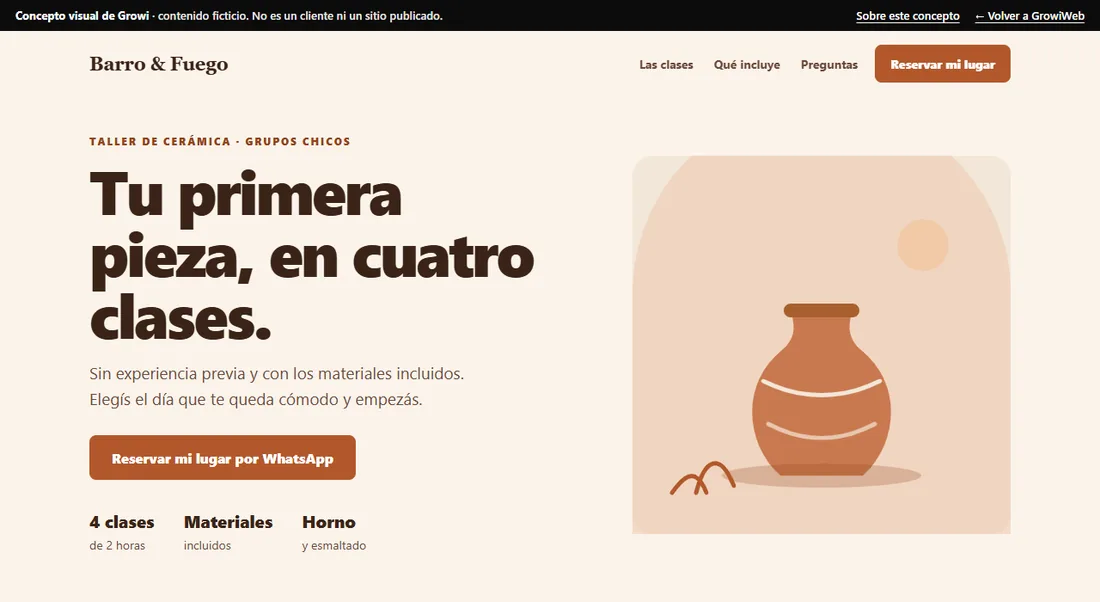 Concepto visual de Growi · contenido ficticio. No es un cliente ni un sitio publicado.
Sobre este concepto
← Volver a GrowiWeb
Barro & Fuego
Las clases
Qué incluye
Preguntas
Reservar mi lugar
TALLER DE CERÁMICA · GRUPOS CHICOS
Tu primera
pieza, en cuatro
clases.
Sin experiencia previa y con los materiales incluidos.
Elegís el día que te queda cómodo y empezás.
Reservar mi lugar por WhatsApp
4 clases
de 2 horas
Materiales
incluidos
Horno
y esmaltado